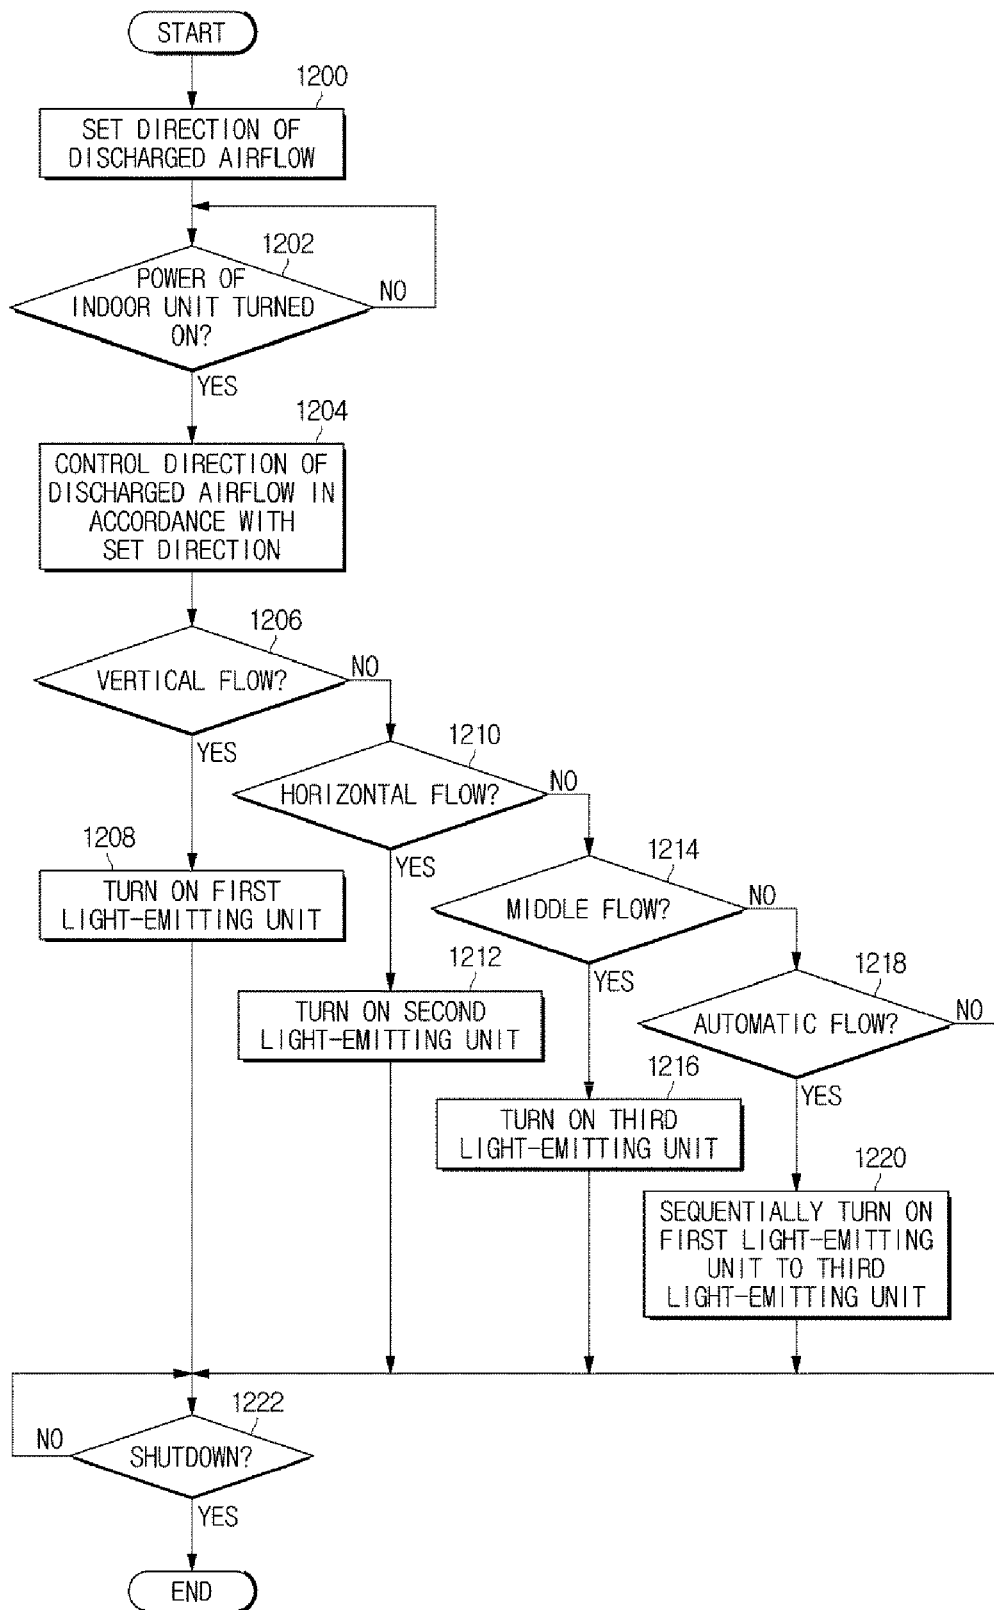 START
1200
SET DIRECTION OF
DISCHARGED AIRFLOW
1202
POWER OF
INDOOR UNIT TURNED
ON?
NO
YES
1204
CONTROL DIRECTION OF
DISCHARGED AIRFLOW IN
ACCORDANCE WITH
SET DIRECTION
1206
VERTICAL FLOW?
NO
YES
1210
HORIZONTAL FLOW?
NO
YES
1208
TURN ON FIRST
LIGHT-EMITTING UNIT
1214
MIDDLE FLOW?
NO
YES
1212
TURN ON SECOND
LIGHT-EMITTING UNIT
1218
AUTOMATIC FLOW?
NO
YES
1216
TURN ON THIRD
LIGHT-EMITTING UNIT
1220
SEQUENTIALLY TURN ON
FIRST LIGHT-EMITTING
UNIT TO THIRD
LIGHT-EMITTING UNIT
1222
SHUTDOWN?
NO
YES
END